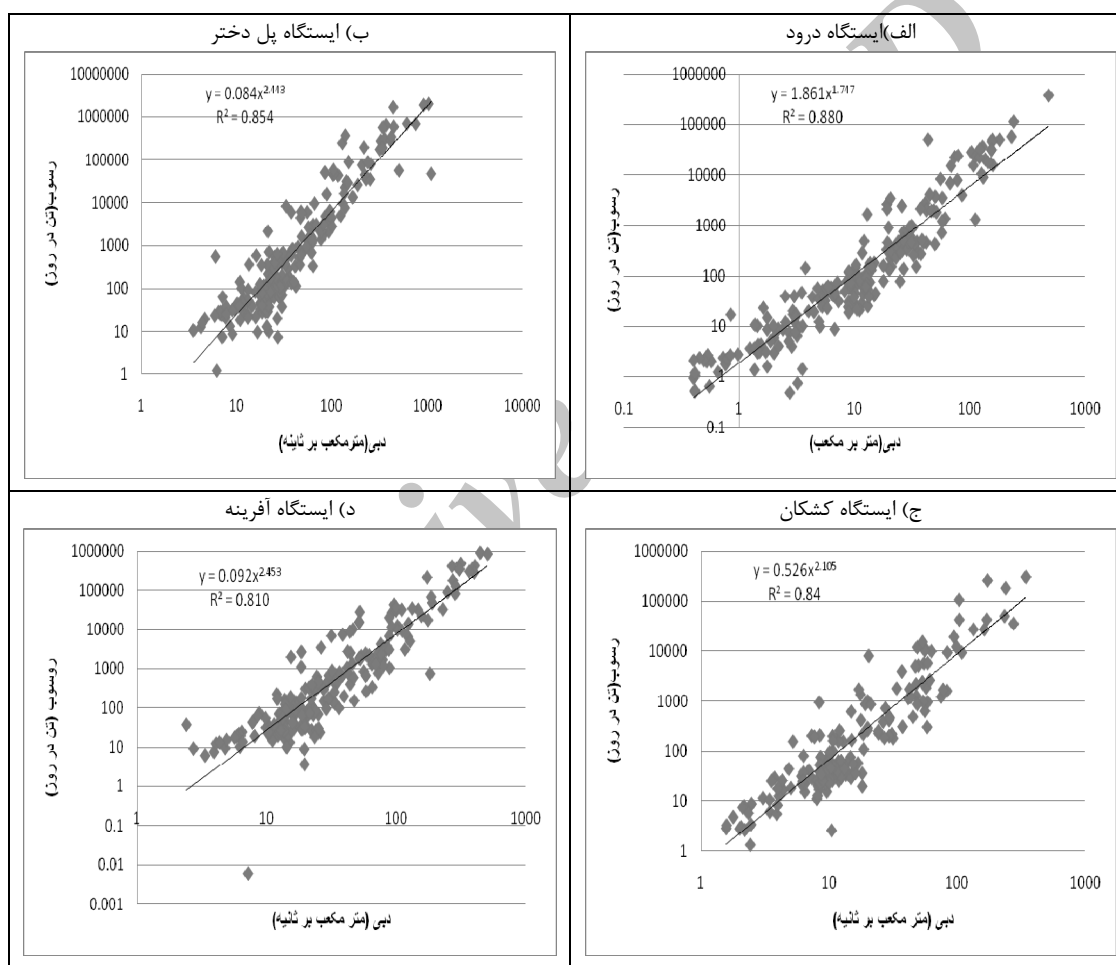 الف)ایستگاه درود
1000000
100000
10000
1000
100
10
1
0.1
y = 1.861x^1.747
R² = 0.880
رسوب(تن در روز)
0.1 1 10 100 1000
دبی(متر بر مکعب)
ب) ایستگاه پل دختر
10000000
1000000
100000
10000
1000
100
10
1
y = 0.084x^2.443
R² = 0.854
رسوب(تن در روز)
1 10 100 1000 10000
دبی(مترمکعب بر ثانیه)
ج) ایستگاه کشکان
1000000
100000
10000
1000
100
10
1
y = 0.526x^2.105
R² = 0.84
رسوب(تن در روز)
1 10 100 1000
دبی(متر مکعب بر ثانیه)
د) ایستگاه آفرینه
1000000
100000
10000
1000
100
10
1
0.1
0.01
0.001
y = 0.092x^2.453
R² = 0.810
روسوب (تن در روز)
1 10 100 1000
دبی (متر مکعب بر ثانیه)